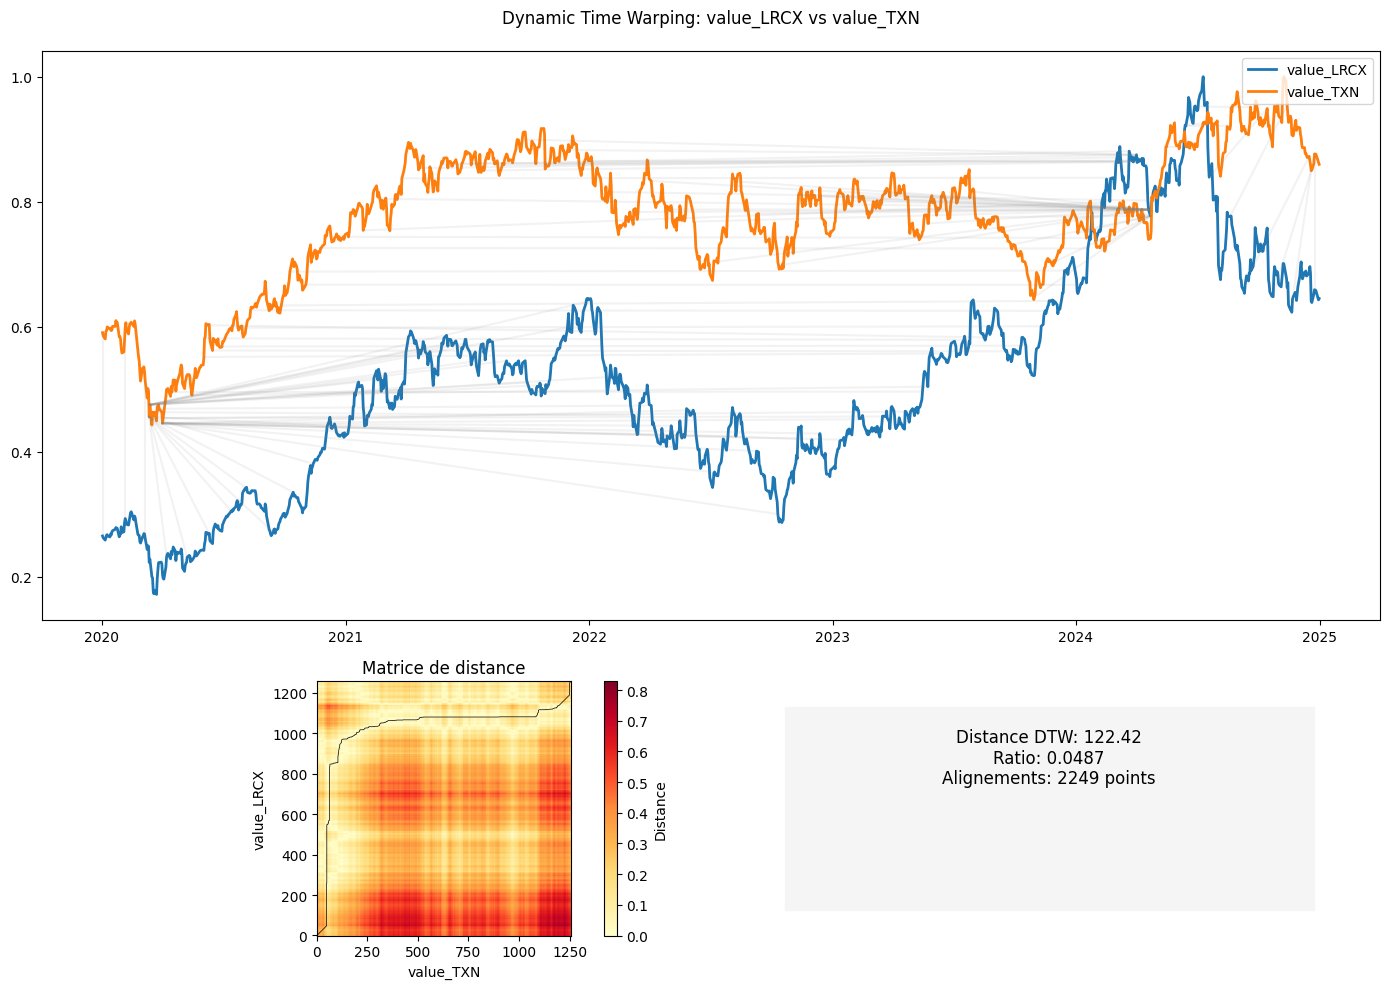 Dynamic Time Warping: value_LRCX vs value_TXN
value_LRCX
value_TXN
1.0
0.8
0.6
0.4
0.2
2020 2021 2022 2023 2024 2025
Matrice de distance
value_LRCX
1200
1000
800
600
400
200
0
0 250 500 750 1000 1250
value_TXN
0.8
0.7
0.6
0.5
0.4
0.3
0.2
0.1
0.0
Distance
Distance DTW: 122.42
Ratio: 0.0487
Alignements: 2249 points